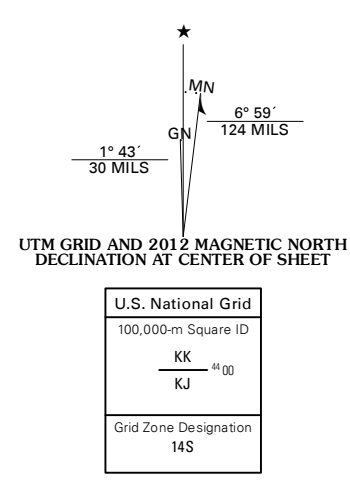 ★
MN
6° 59´
124 MILS
GN
1° 43´
30 MILS
UTM GRID AND 2012 MAGNETIC NORTH
DECLINATION AT CENTER OF SHEET
U.S. National Grid
100,000-m Square ID
KK
44 00
KJ
Grid Zone Designation
14S